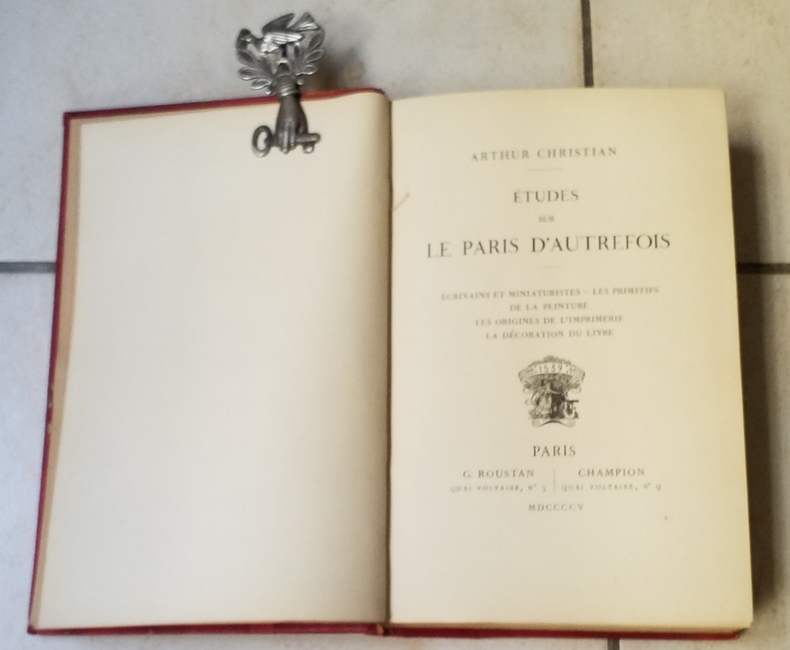 ARTHUR CHRISTIAN
ÉTUDES
SUR
LE PARIS D'AUTREFOIS
ÉCRIVAINS ET MINIATURISTES – LES PRIMITIFS
DE LA PEINTURE
LES ORIGINES DE L'IMPRIMERIE
LA DÉCORATION DU LIVRE
PARIS
G. ROUSTAN
QUAI VOLTAIRE, N° 5
CHAMPION
QUAI VOLTAIRE, N° 9
MDCCCCV